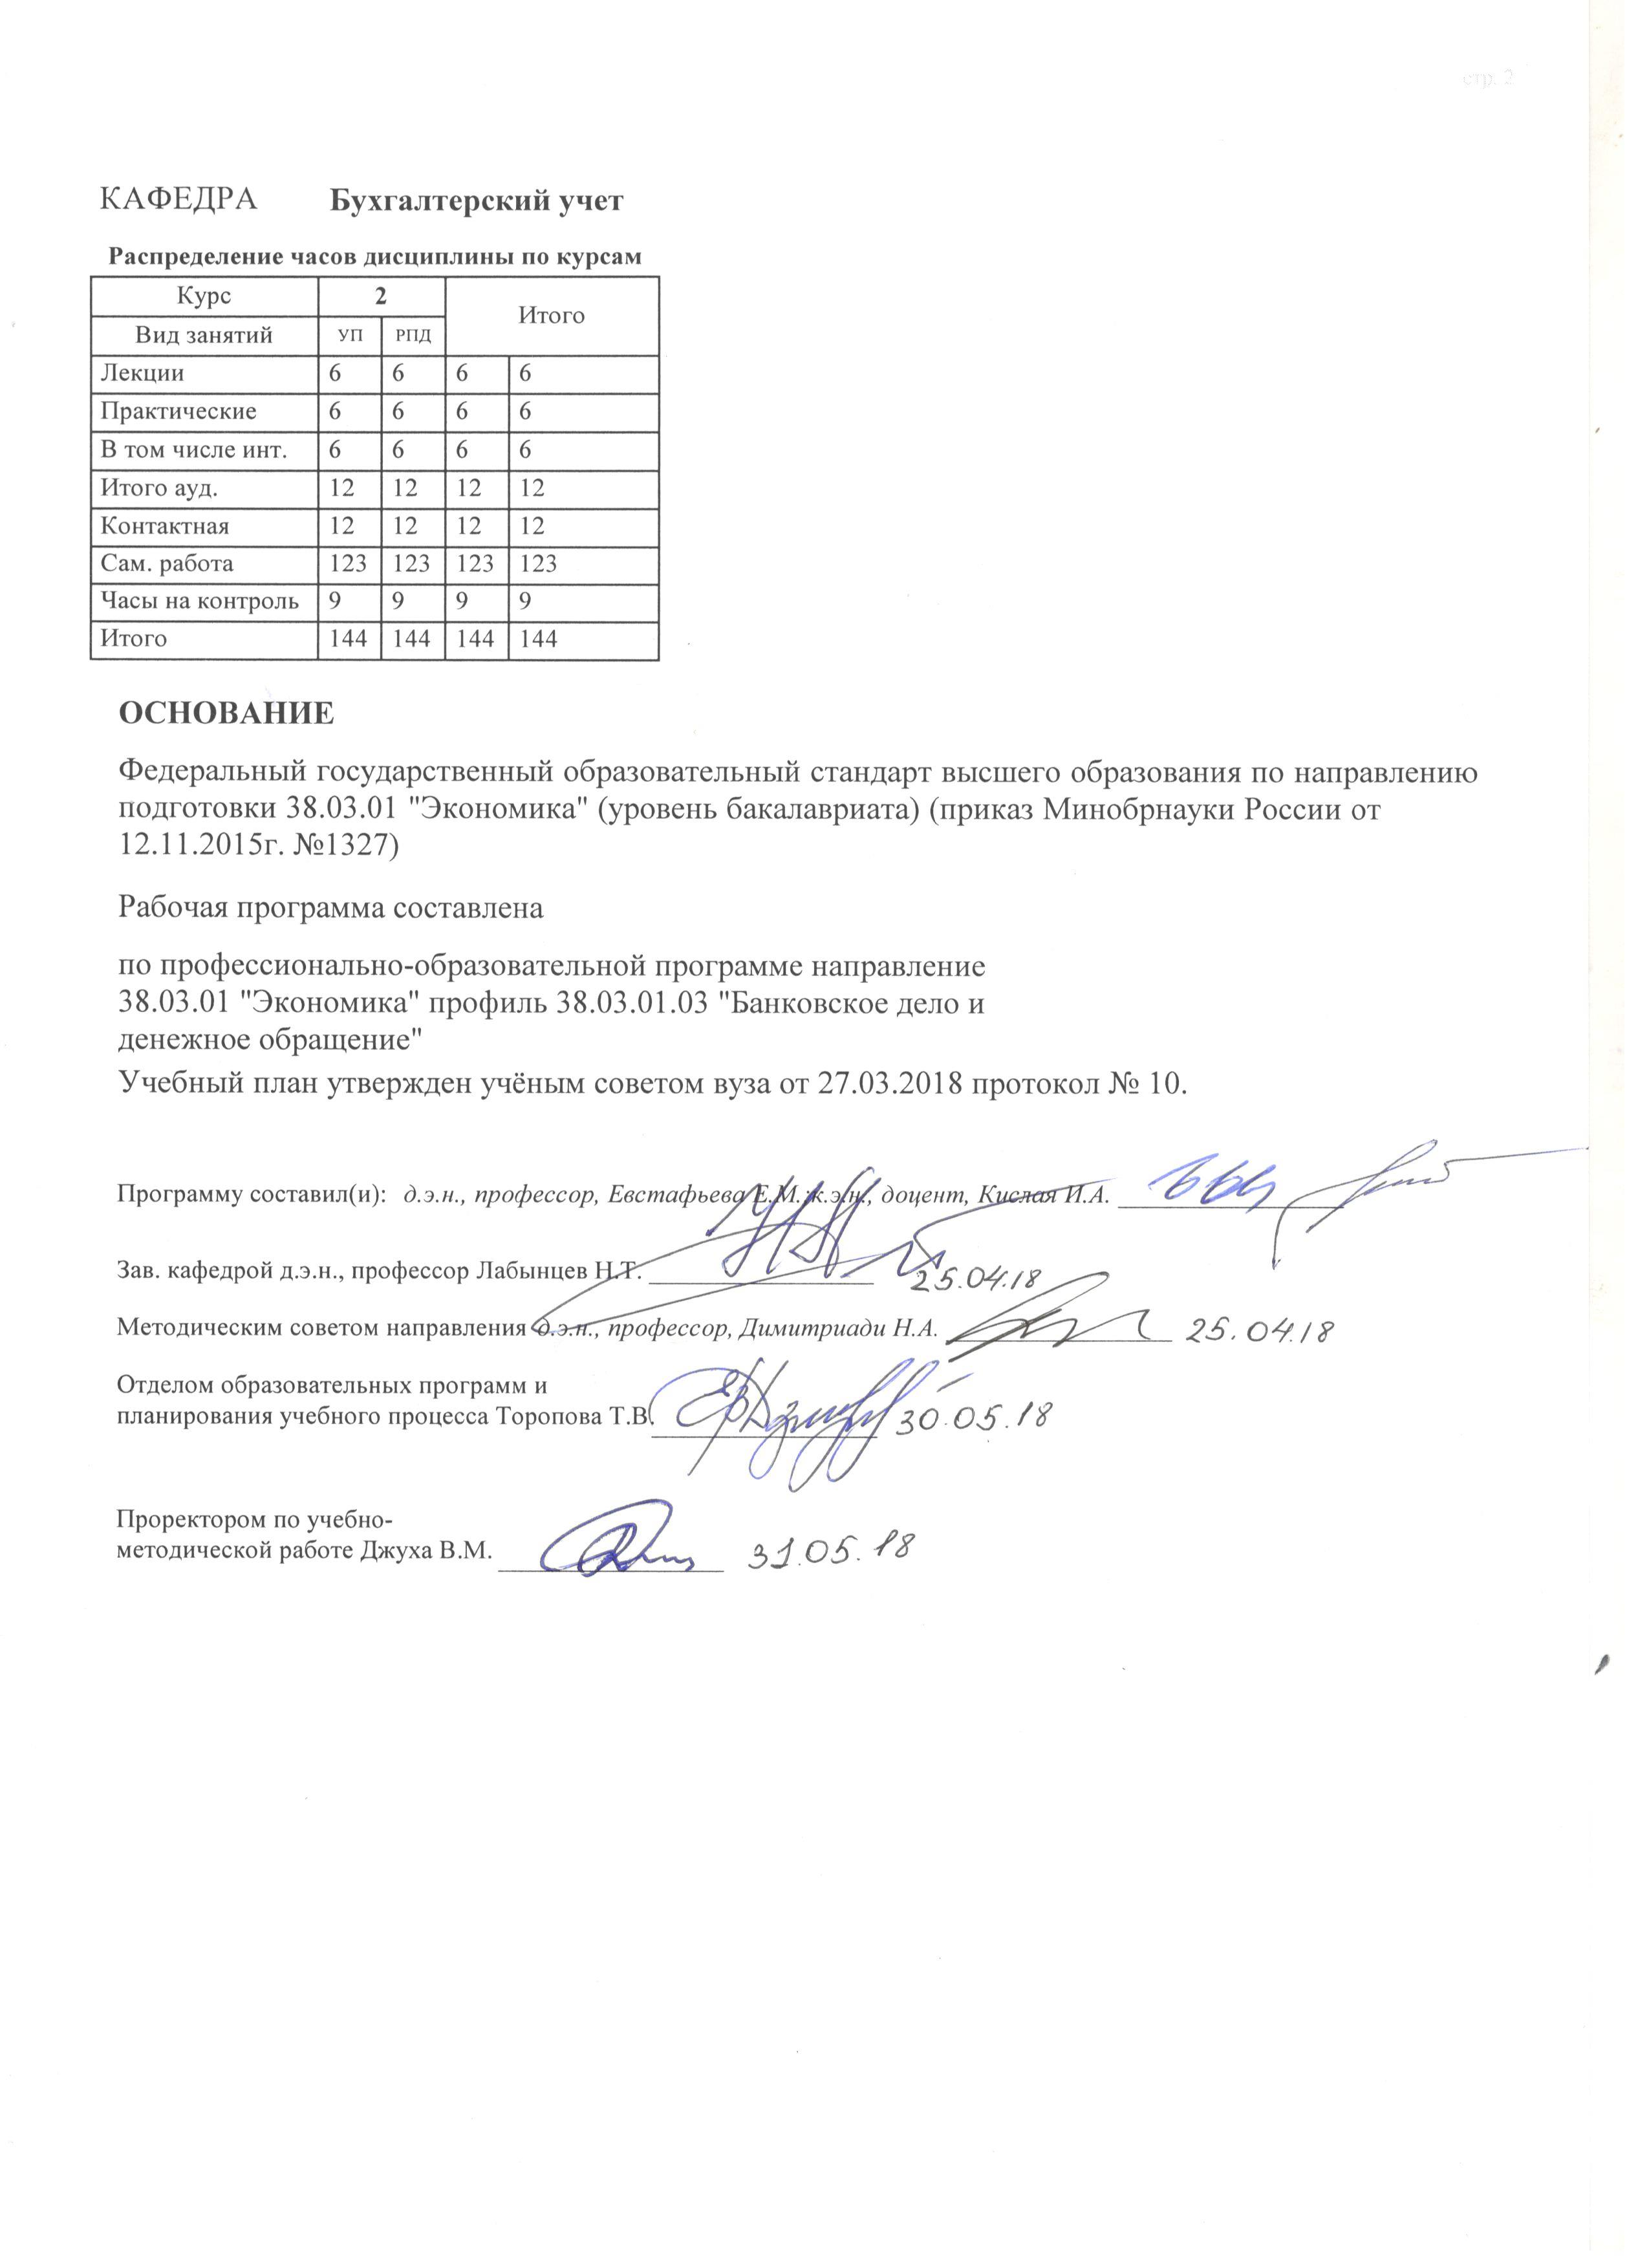 стр. 2
КАФЕДРА Бухгалтерский учет
Распределение часов дисциплины по курсам
Курс 2 Итого
Вид занятий УП РПД
Лекции 6 6 6 6
Практические 6 6 6 6
В том числе инт. 6 6 6 6
Итого ауд. 12 12 12 12
Контактная 12 12 12 12
Сам. работа 123 123 123 123
Часы на контроль 9 9 9 9
Итого 144 144 144 144
ОСНОВАНИЕ
Федеральный государственный образовательный стандарт высшего образования по направлению
подготовки 38.03.01 "Экономика" (уровень бакалавриата) (приказ Минобрнауки России от
12.11.2015г. №1327)
Рабочая программа составлена
по профессионально-образовательной программе направление
38.03.01 "Экономика" профиль 38.03.01.03 "Банковское дело и
денежное обращение"
Учебный план утвержден учёным советом вуза от 27.03.2018 протокол № 10.
Программу составил(и): д.э.н., профессор, Евстафьева Е.М.;к.э.н., доцент, Кислая И.А.
Зав. кафедрой д.э.н., профессор Лабынцев Н.Т. 25.04.18
Методическим советом направления д.э.н., профессор, Димитриади Н.А. 25.04.18
Отделом образовательных программ и
планирования учебного процесса Торопова Т.В. 30.05.18
Проректором по учебно-
методической работе Джуха В.М. 31.05.18